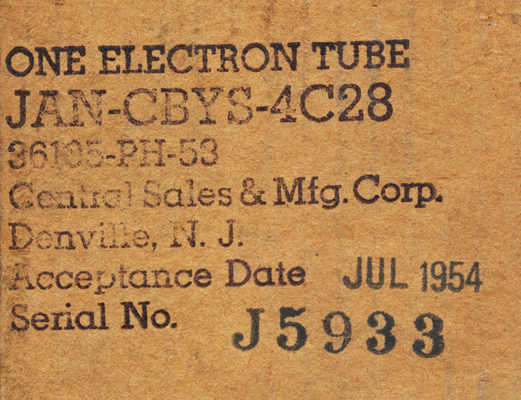 ONE ELECTRON TUBE
JAN-CBYS-4C28
36105-PH-53
Central Sales & Mfg. Corp.
Denville, N. J.
Acceptance Date JUL 1954
Serial No. J5933